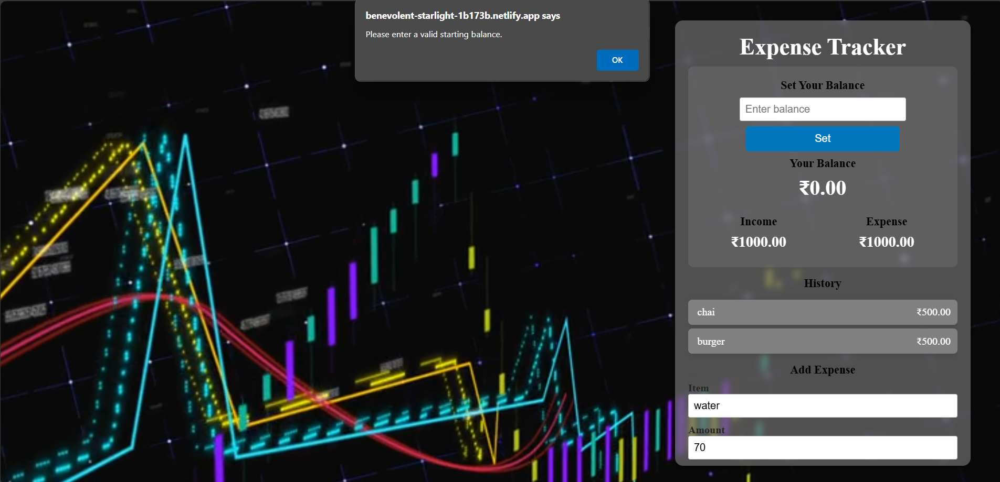 benevolent-starlight-1b173b.netlify.app says
Please enter a valid starting balance.
OK
Expense Tracker
Set Your Balance
Enter balance
Set
Your Balance
₹0.00
Income Expense
₹1000.00 ₹1000.00
History
chai ₹500.00
burger ₹500.00
Add Expense
Item
water
Amount
70